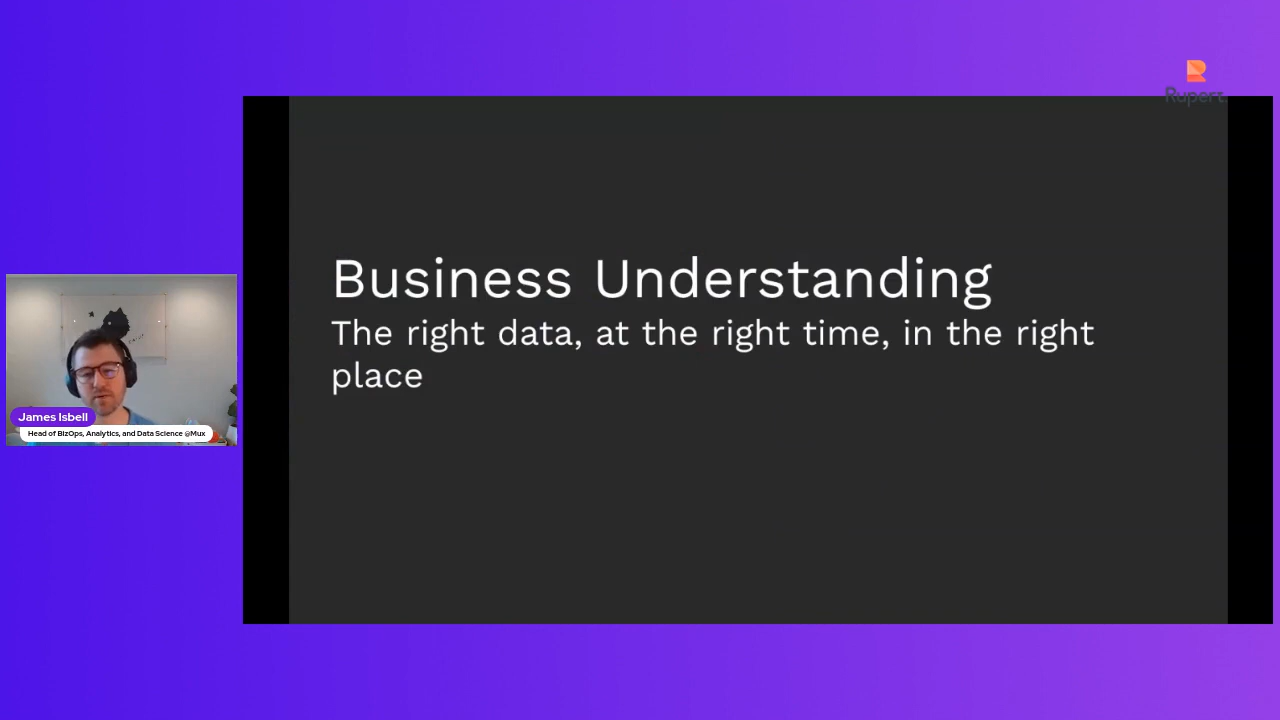 Rupert
Business Understanding
The right data, at the right time, in the right
place
James Isbell
Head of BizOps, Analytics, and Data Science @Mux